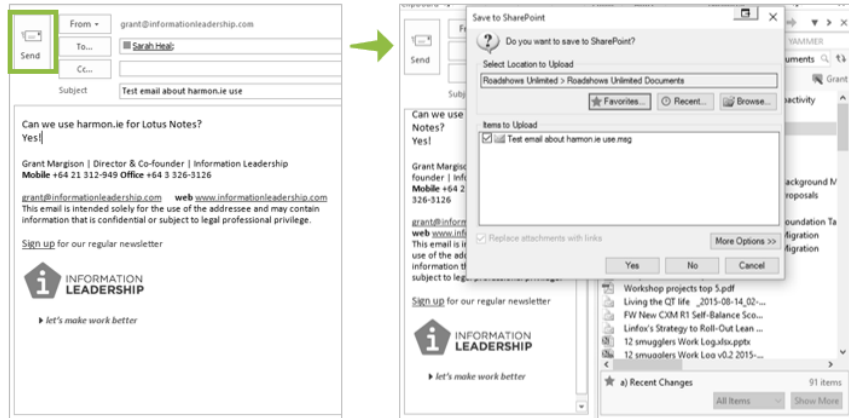 From
grant@informationleadership.com
To...
Sarah Heal;
Cc...
Send
Subject
Test email about harmon.ie use
Can we use harmon.ie for Lotus Notes?
Yes!
Grant Margison | Director & Co-founder | Information Leadership
Mobile +64 21 312-949 Office +64 3 326-3126
grant@informationleadership.com web www.informationleadership.com
This email is intended solely for the use of the addressee and may contain
information that is confidential or subject to legal professional privilege.
Sign up for our regular newsletter
INFORMATION
LEADERSHIP
let's make work better
Send
Subj
Can we use
Notes?
Yes!
Grant Margiso
founder | Info
Mobile +64 2
326-3126
grant@inform
web www.info
This email is i
use of the add
information th
subject to legal professional privilege.
Sign up for our regular newsletter
INFORMATION
LEADERSHIP
let's make work better
Save to SharePoint
Do you want to save to SharePoint?
Select Location to Upload
Roadshows Unlimited > Roadshows Unlimited Documents
Favorites...
Recent...
Browse...
Items to Upload
Test email about harmon.ie use.msg
Replace attachments with links
More Options >>
Yes
No
Cancel
YAMMER
uments
Grant
activity
ackground M
roposals
oundation Ta
Migration
Migration
Workshop projects top 5.pdf
Living the QT life _2015-08-14_02-...
FW New CXM R1 Self-Balance Sco...
Linfox's Strategy to Roll-Out Lean ...
12 smugglers Work Log.xlsx.pptx
12 smugglers Work Log v0.2 2015-...
a) Recent Changes
91 items
All Items
Show More